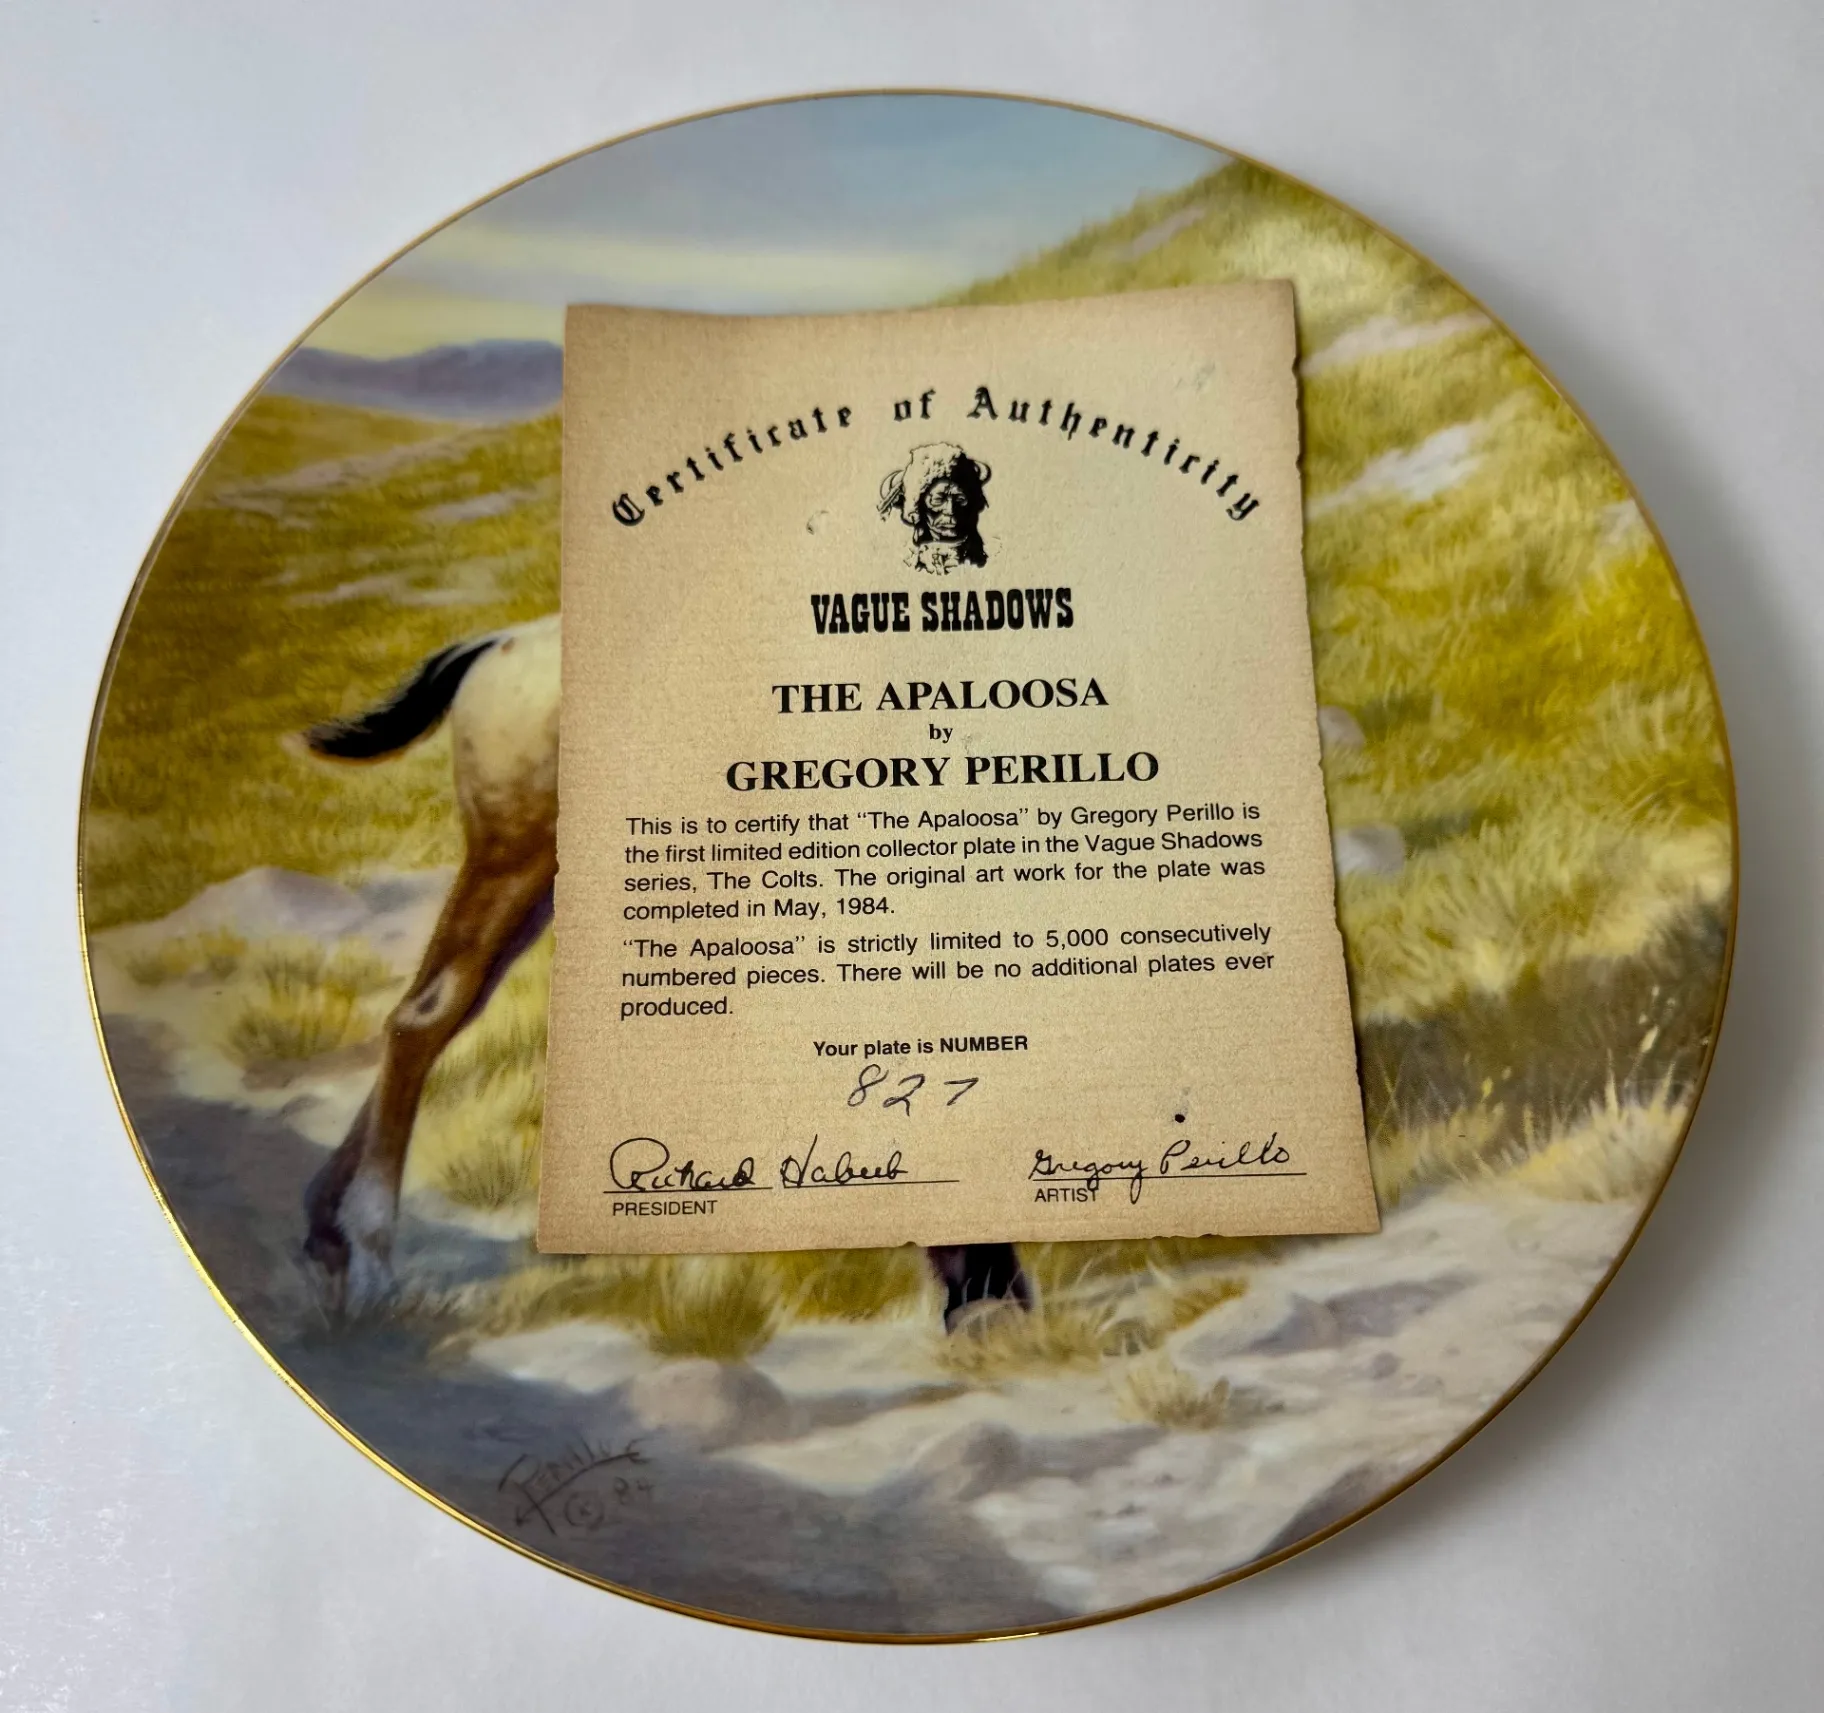 Certificate of Authenticity
VAGUE SHADOWS
THE APALOOSA
by
GREGORY PERILLO
This is to certify that "The Apaloosa" by Gregory Perillo is
the first limited edition collector plate in the Vague Shadows
series, The Colts. The original art work for the plate was
completed in May, 1984.
"The Apaloosa" is strictly limited to 5,000 consecutively
numbered pieces. There will be no additional plates ever
produced.
Your plate is NUMBER
827
Richard Habeeb Gregory Perillo
PRESIDENT ARTIST
PERILLO
© 84